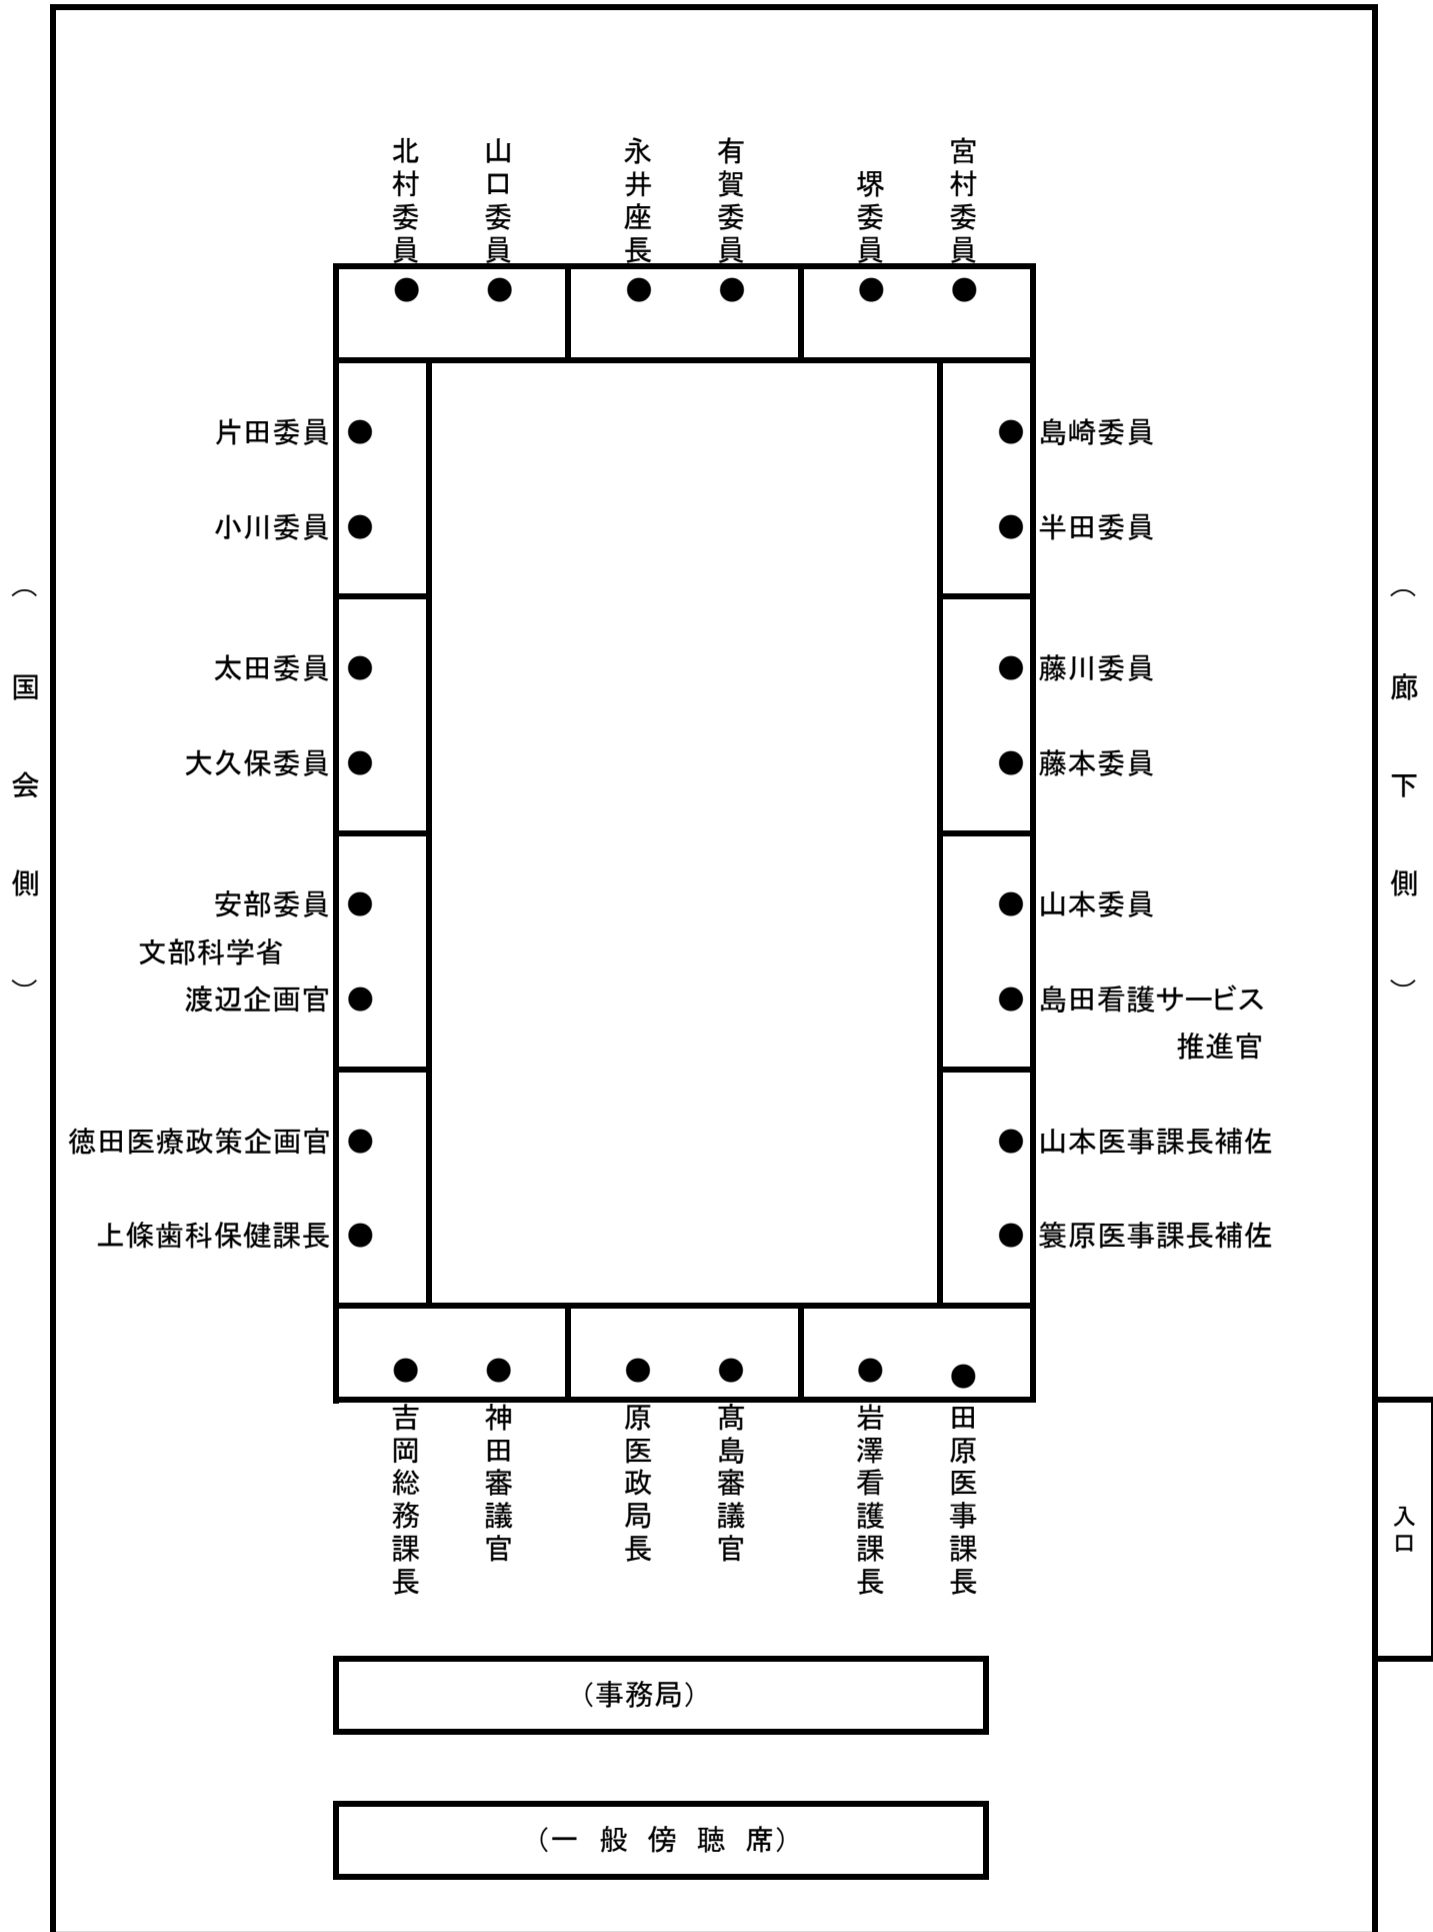 北村委員
山口委員
永井座長
有賀委員
堺委員
宮村委員
片田委員
島崎委員
小川委員
半田委員
（国会側）
（廊下側）
太田委員
藤川委員
大久保委員
藤本委員
安部委員
山本委員
文部科学省
渡辺企画官
島田看護サービス
推進官
徳田医療政策企画官
山本医事課長補佐
上條歯科保健課長
簑原医事課長補佐
吉岡総務課長
神田審議官
原医政局長
髙島審議官
岩澤看護課長
田原医事課長
入口
（事務局）
（一般傍聴席）